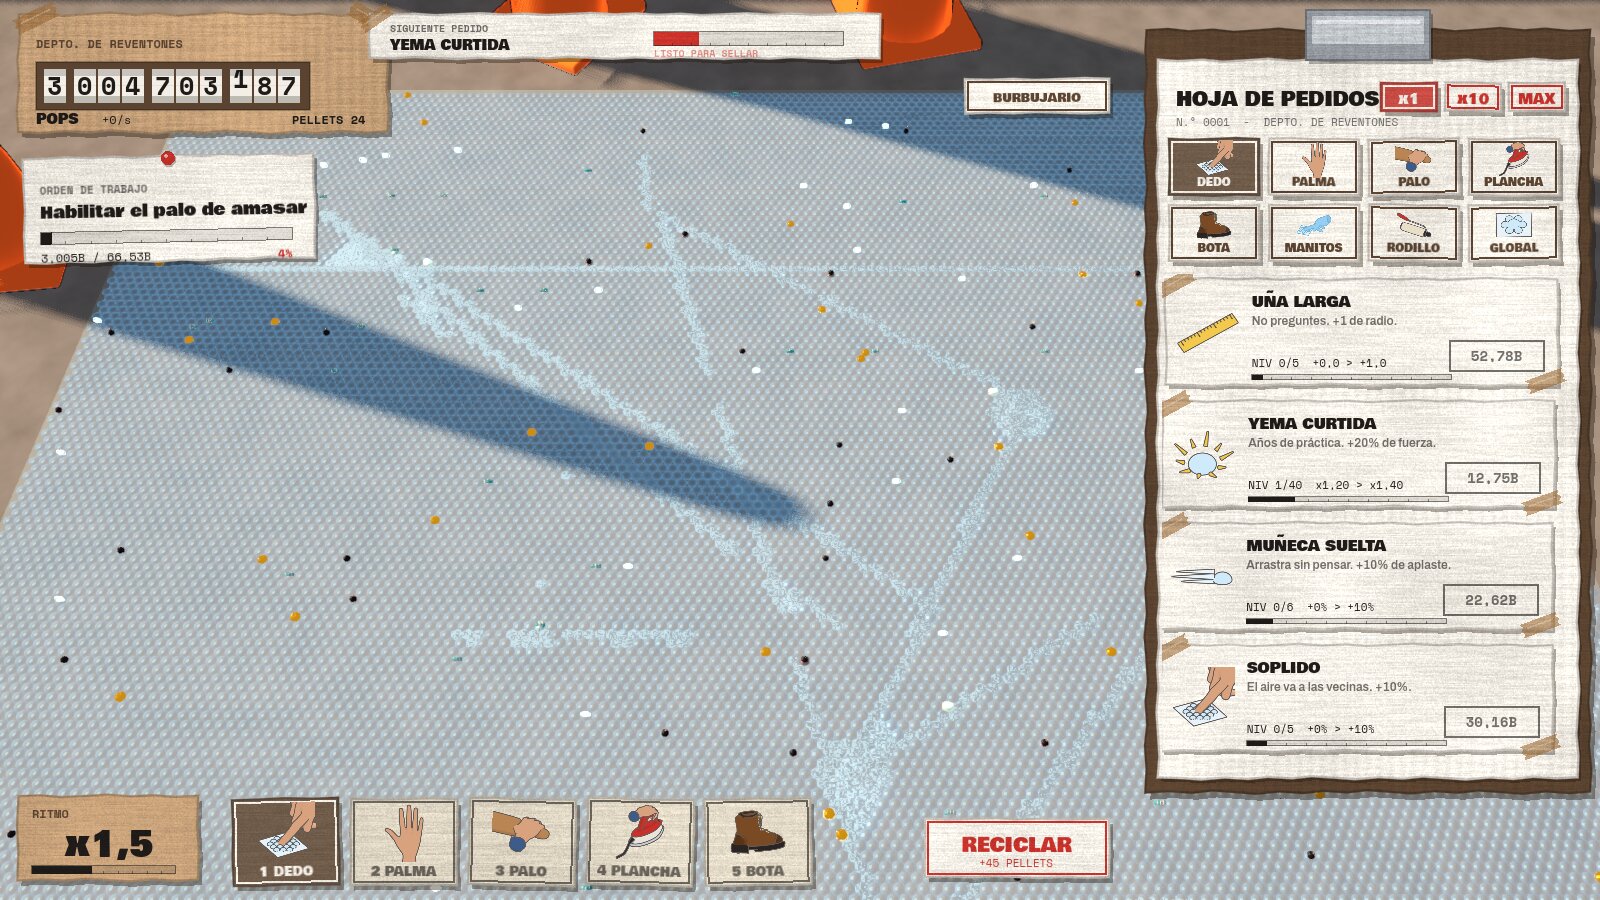 DEPTO. DE REVENTONES
3 004 703 187
POPS +0/s PELLETS 24
SIGUIENTE PEDIDO
YEMA CURTIDA
LISTO PARA SELLAR
ORDEN DE TRABAJO
Habilitar el palo de amasar
3,005B / 66,53B 4%
BURBUJARIO
HOJA DE PEDIDOS x1 x10 MAX
N.° 0001 - DEPTO. DE REVENTONES
DEDO PALMA PALO PLANCHA
BOTA MANITOS RODILLO GLOBAL
UÑA LARGA
No preguntes. +1 de radio.
NIV 0/5 +0,0 > +1,0 52,78B
YEMA CURTIDA
Años de práctica. +20% de fuerza.
NIV 1/40 x1,20 > x1,40 12,75B
MUÑECA SUELTA
Arrastra sin pensar. +10% de aplaste.
NIV 0/6 +0% > +10% 22,62B
SOPLIDO
El aire va a las vecinas. +10%.
NIV 0/5 +0% > +10% 30,16B
RITMO
x1,5
1 DEDO 2 PALMA 3 PALO 4 PLANCHA 5 BOTA
RECICLAR
+45 PELLETS